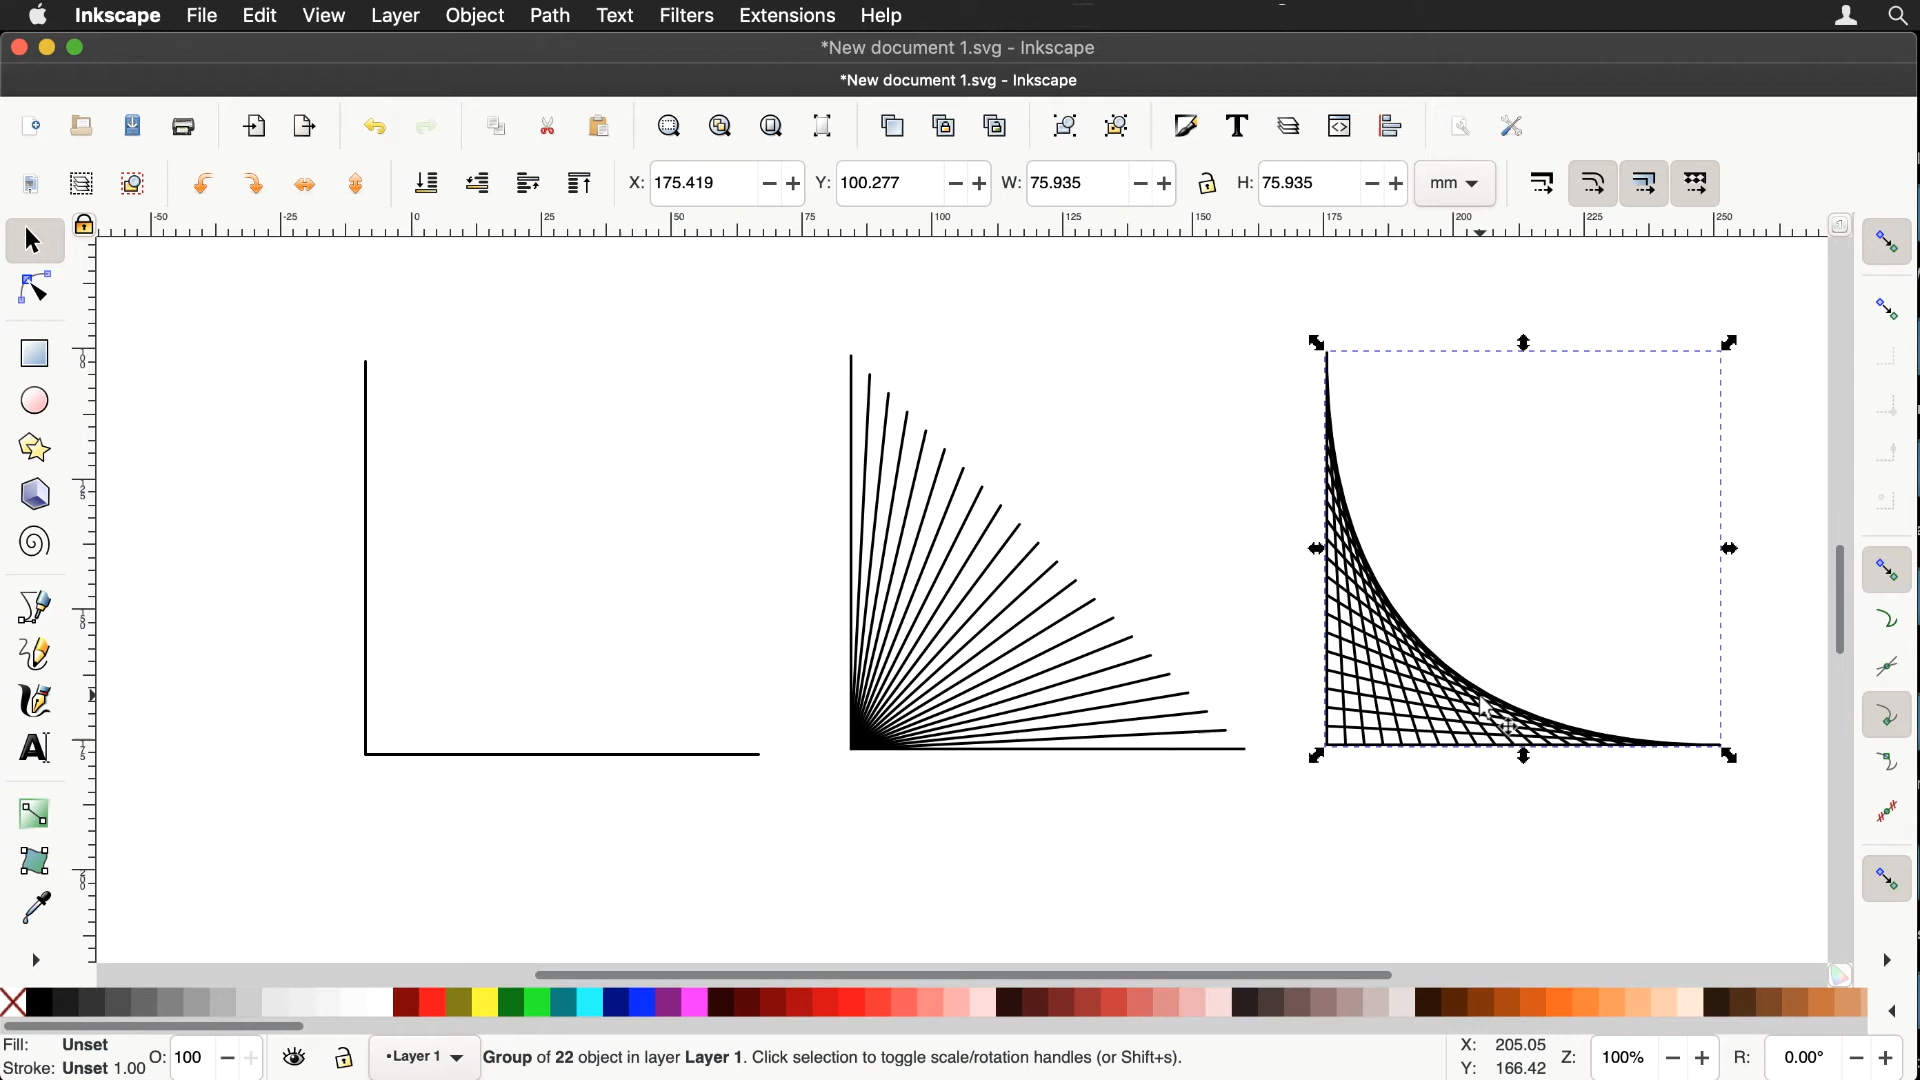 Inkscape File Edit View Layer Object Path Text Filters Extensions Help
*New document 1.svg - Inkscape
*New document 1.svg - Inkscape
X: 175.419 Y: 100.277 W: 75.935 H: 75.935 mm
-50 -25 0 25 50 75 100 125 150 175 200 225 250
Fill: Unset
Stroke: Unset 1.00
O: 100
•Layer 1
Group of 22 object in layer Layer 1. Click selection to toggle scale/rotation handles (or Shift+s).
X: 205.05
Y: 166.42
Z: 100%
R: 0.00°